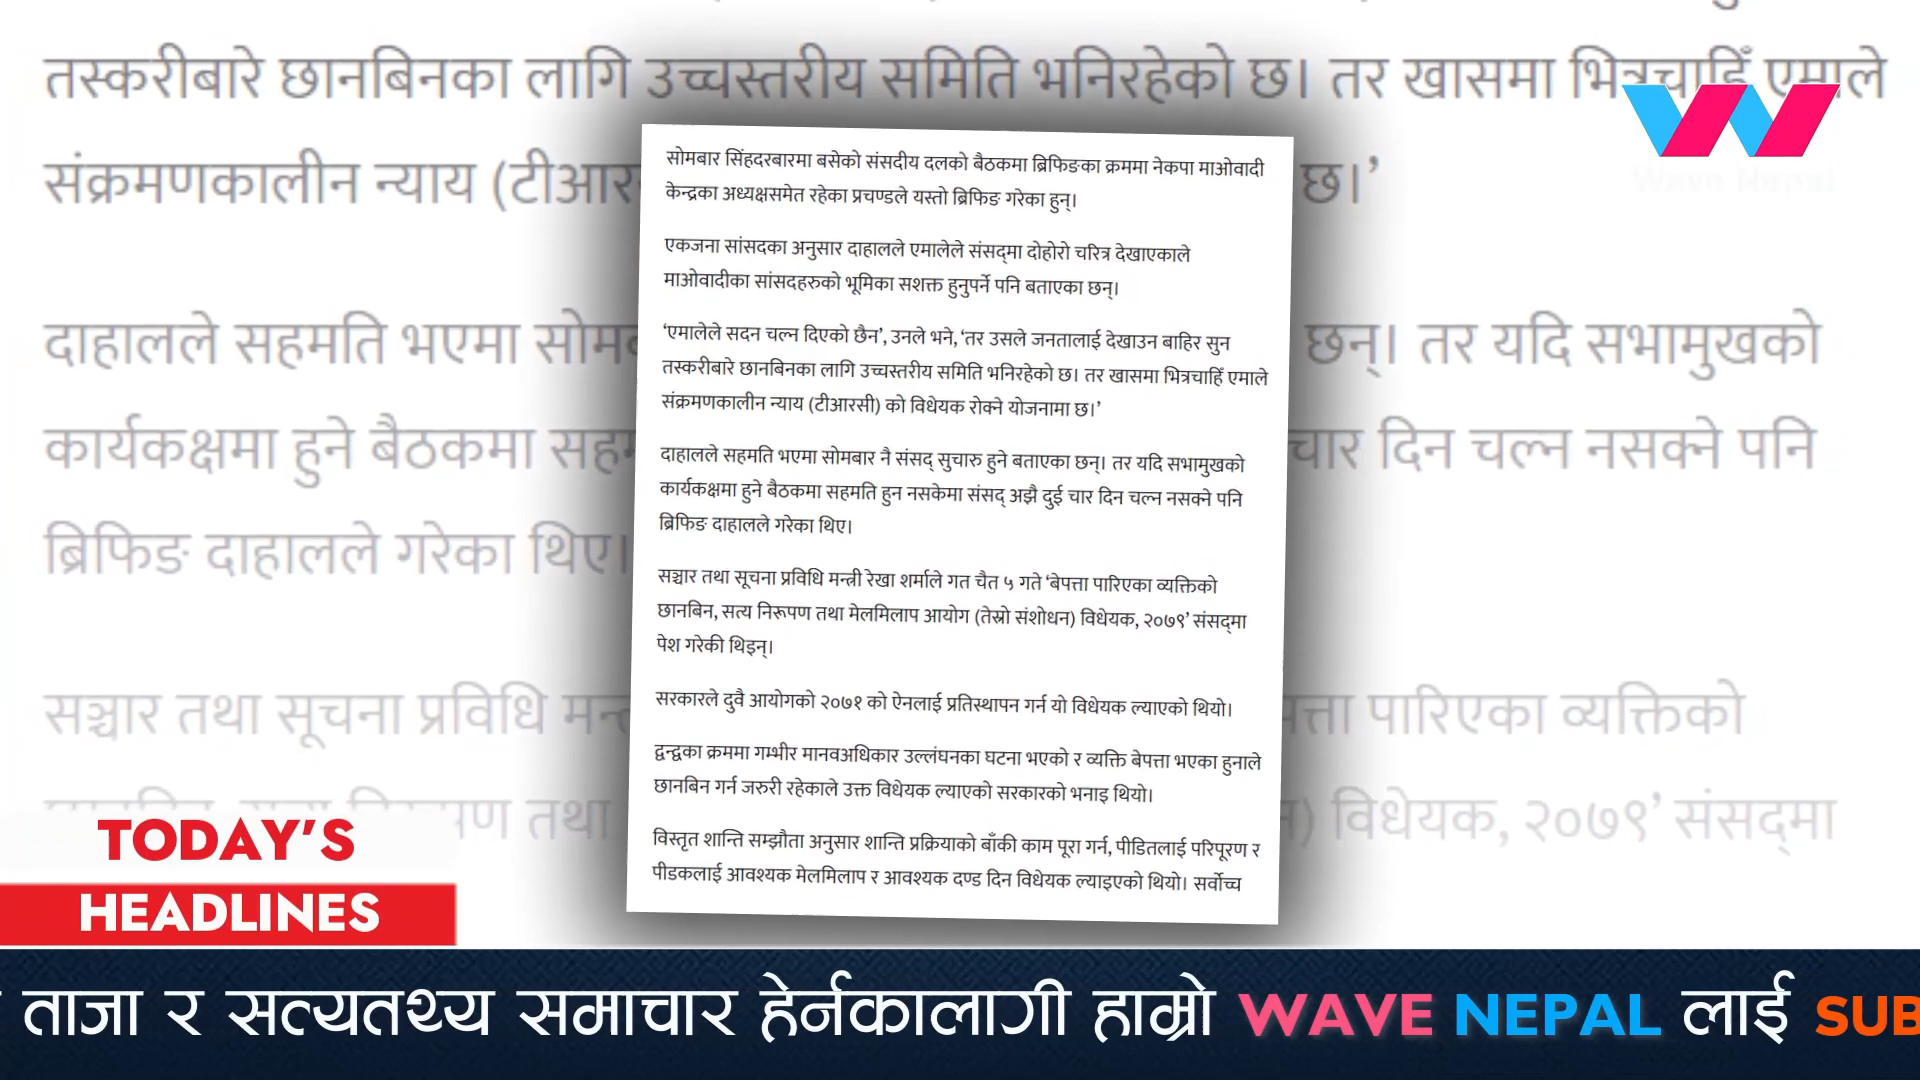 तस्करीबारे छानबिनका लागि उच्चस्तरीय समिति भनिरहेको छ। तर खासमा भित्रचाहिँ एमाले
संक्रमणकालीन न्याय (टीआर
छ।’
दाहालले सहमति भएमा
छन्। तर यदि सभामुखको
कार्यकक्षमा हुने बैठकमा
चार दिन चल्न नसक्ने पनि
ब्रिफिङ दाहालले गरेका थिए।
सञ्चार तथा सूचना प्रविधि
पारिएका व्यक्तिको
तथा
विधेयक, २०७९’ संसद्‌मा
Wave Nepal
सोमबार सिंहदरबारमा बसेको संसदीय दलको बैठकमा ब्रिफिङका क्रममा नेकपा माओवादी
केन्द्रका अध्यक्षसमेत रहेका प्रचण्डले यस्तो ब्रिफिङ गरेका हुन्।
एकजना सांसदका अनुसार दाहालले एमालेले संसद्‌मा दोहोरो चरित्र देखाएकाले
माओवादीका सांसदहरुको भूमिका सशक्त हुनुपर्ने पनि बताएका छन्।
‘एमालेले सदन चल्न दिएको छैन’, उनले भने, ‘तर उसले जनतालाई देखाउन बाहिर सुन
तस्करीबारे छानबिनका लागि उच्चस्तरीय समिति भनिरहेको छ। तर खासमा भित्रचाहिँ एमाले
संक्रमणकालीन न्याय (टीआरसी) को विधेयक रोक्ने योजनामा छ।’
दाहालले सहमति भएमा सोमबार नै संसद् सुचारु हुने बताएका छन्। तर यदि सभामुखको
कार्यकक्षमा हुने बैठकमा सहमति हुन नसकेमा संसद् अझै दुई चार दिन चल्न नसक्ने पनि
ब्रिफिङ दाहालले गरेका थिए।
सञ्चार तथा सूचना प्रविधि मन्त्री रेखा शर्माले गत चैत ५ गते ‘बेपत्ता पारिएका व्यक्तिको
छानबिन, सत्य निरूपण तथा मेलमिलाप आयोग (तेस्रो संशोधन) विधेयक, २०७९’ संसद्‌मा
पेश गरेकी थिइन्।
सरकारले दुवै आयोगको २०७१ को ऐनलाई प्रतिस्थापन गर्न यो विधेयक ल्याएको थियो।
द्वन्द्वका क्रममा गम्भीर मानवअधिकार उल्लंघनका घटना भएको र व्यक्ति बेपत्ता भएका हुनाले
छानबिन गर्न जरुरी रहेकाले उक्त विधेयक ल्याएको सरकारको भनाइ थियो।
विस्तृत शान्ति सम्झौता अनुसार शान्ति प्रक्रियाको बाँकी काम पूरा गर्न, पीडितलाई परिपूरण र
पीडकलाई आवश्यक मेलमिलाप र आवश्यक दण्ड दिन विधेयक ल्याइएको थियो। सर्वोच्च
TODAY’S
HEADLINES
ताजा र सत्यतथ्य समाचार हेर्नकालागी हाम्रो WAVE NEPAL लाई SUB